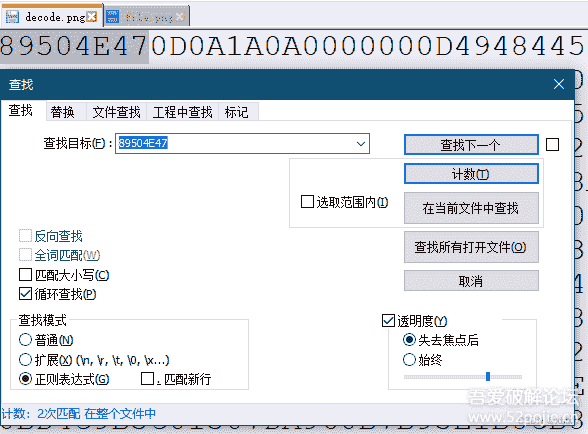 decode.png
file.png
89504E470D0A1A0A0000000D49484445
查找
查找 替换 文件查找 工程中查找 标记
查找目标(F)：
89504E47
查找下一个
计数(T)
选取范围内(I)
在当前文件中查找
查找所有打开文件(O)
取消
反向查找
全词匹配(W)
匹配大小写(C)
循环查找(P)
查找模式
普通(N)
扩展(X) (\n, \r, \t, \0, \x...)
正则表达式(G)
. 匹配新行
透明度(Y)
失去焦点后
始终
计数：2次匹配 在整个文件中
吾爱破解论坛
www.52pojie.cn